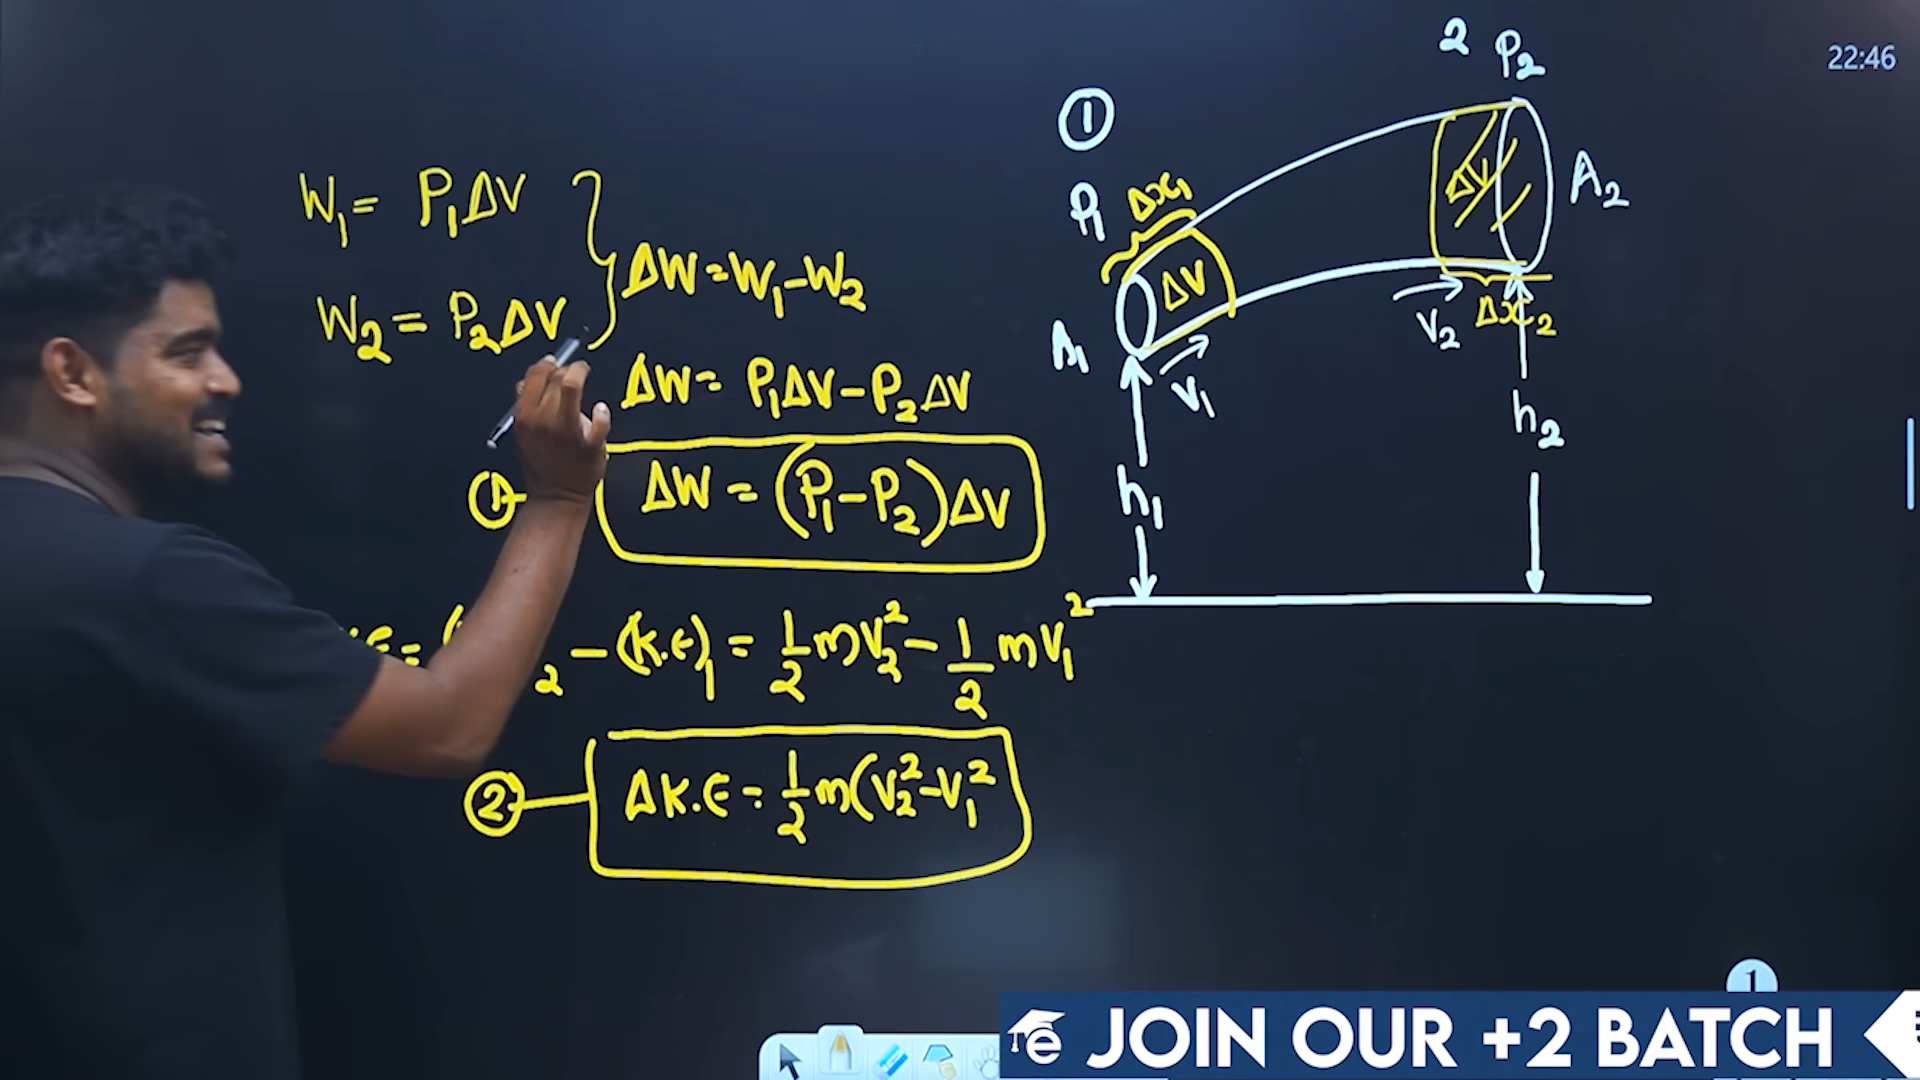 W₁ = P₁ΔV
W₂ = P₂ΔV
ΔW = W₁-W₂
ΔW = P₁ΔV - P₂ΔV
① ΔW = (P₁-P₂)ΔV
₂ - (K.E)₁ = 1/2 mV₂² - 1/2 mV₁²
② ΔK.E = 1/2 m(V₂²-V₁²
2 P₂
22:46
①
P₁ Δx₁
ΔV
A₂
ΔV
A₁
V₁
V₂ Δx₂
h₁
h₂
1
e JOIN OUR +2 BATCH